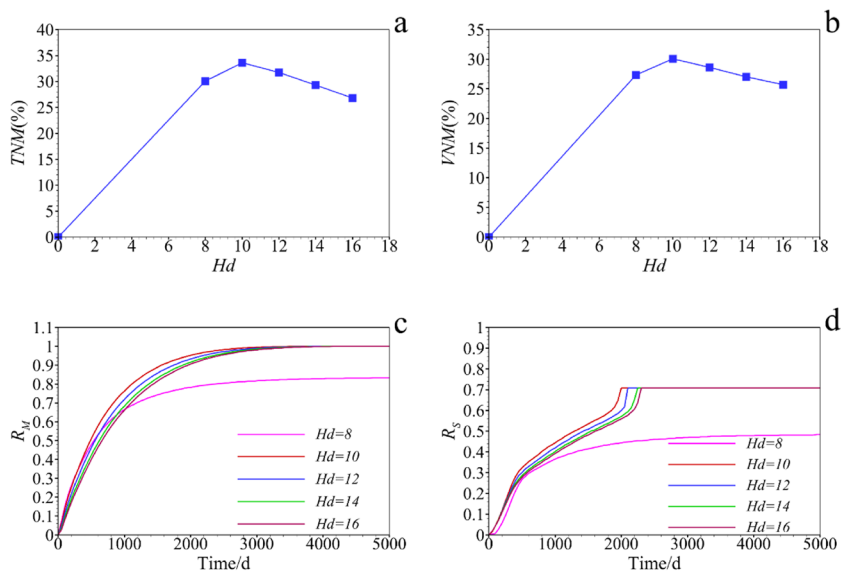 a
40
35
30
25
20
15
10
5
0
TNM(%)
0 2 4 6 8 10 12 14 16 18
Hd
b
35
30
25
20
15
10
5
0
VNM(%)
0 2 4 6 8 10 12 14 16 18
Hd
c
1.1
1
0.9
0.8
0.7
0.6
0.5
0.4
0.3
0.2
0.1
0
R_M
Hd=8
Hd=10
Hd=12
Hd=14
Hd=16
0 1000 2000 3000 4000 5000
Time/d
d
1
0.9
0.8
0.7
0.6
0.5
0.4
0.3
0.2
0.1
0
R_S
Hd=8
Hd=10
Hd=12
Hd=14
Hd=16
0 1000 2000 3000 4000 5000
Time/d